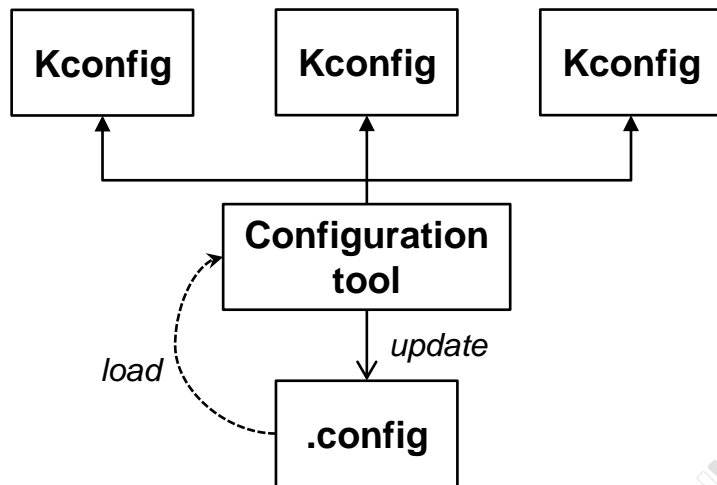 Kconfig
Kconfig
Kconfig
Configuration
tool
update
load
.config